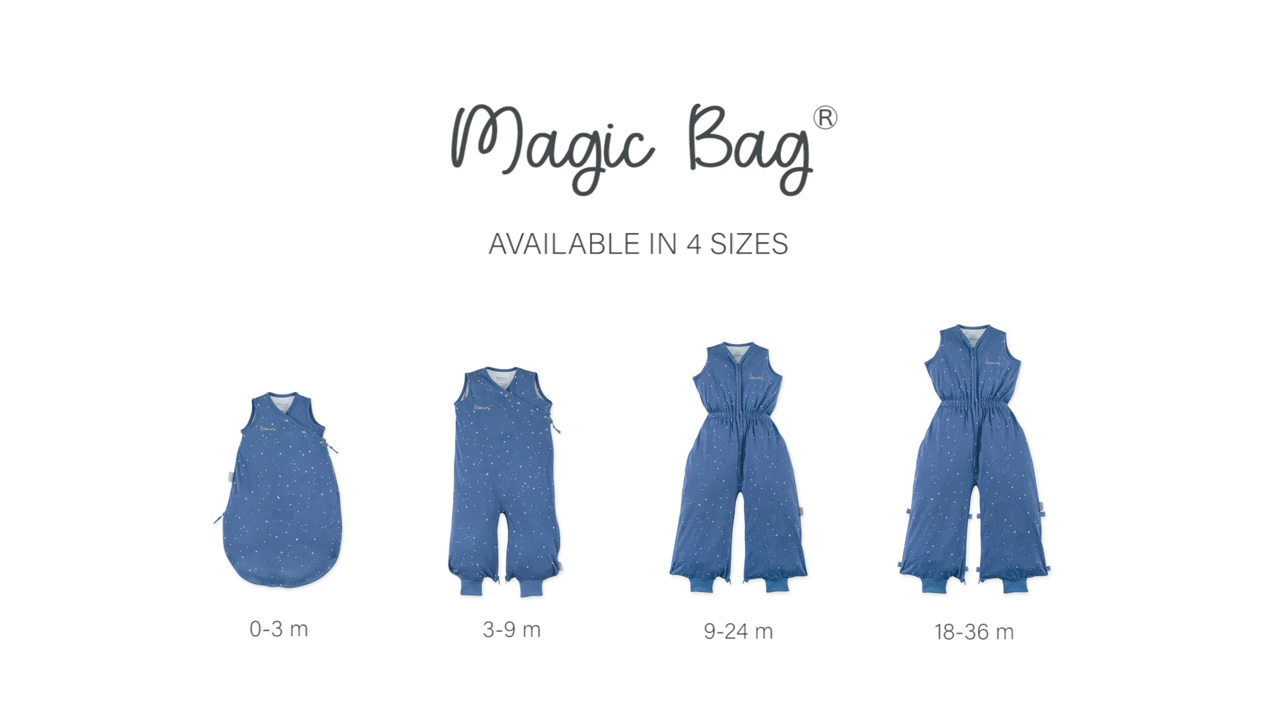 Magic Bag®
AVAILABLE IN 4 SIZES
0-3 m
3-9 m
9-24 m
18-36 m